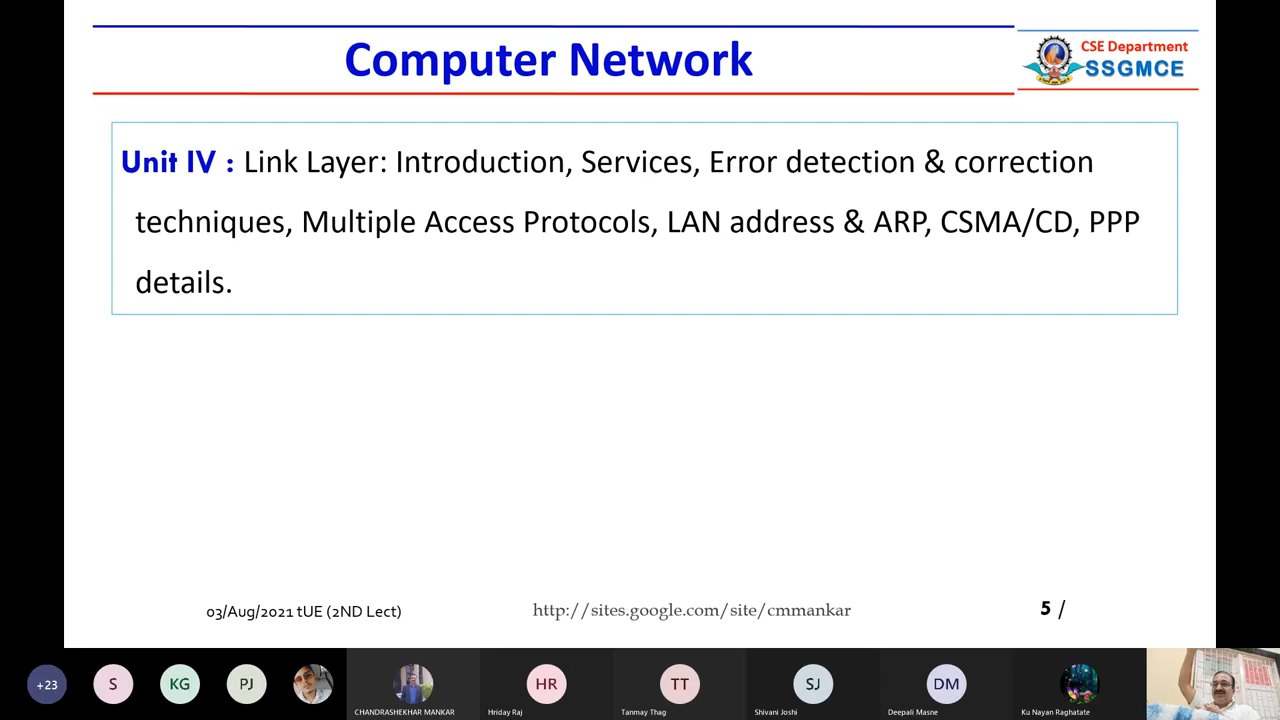 Computer Network
CSE Department
SSGMCE
Unit IV : Link Layer: Introduction, Services, Error detection & correction
techniques, Multiple Access Protocols, LAN address & ARP, CSMA/CD, PPP
details.
03/Aug/2021 tUE (2ND Lect)
http://sites.google.com/site/cmmankar
5 /
+23
S
KG
PJ
HR
TT
SJ
DM
CHANDRASHEKHAR MANKAR
Hriday Raj
Tanmay Thag
Shivani Joshi
Deepali Masne
Ku Nayan Raghatate